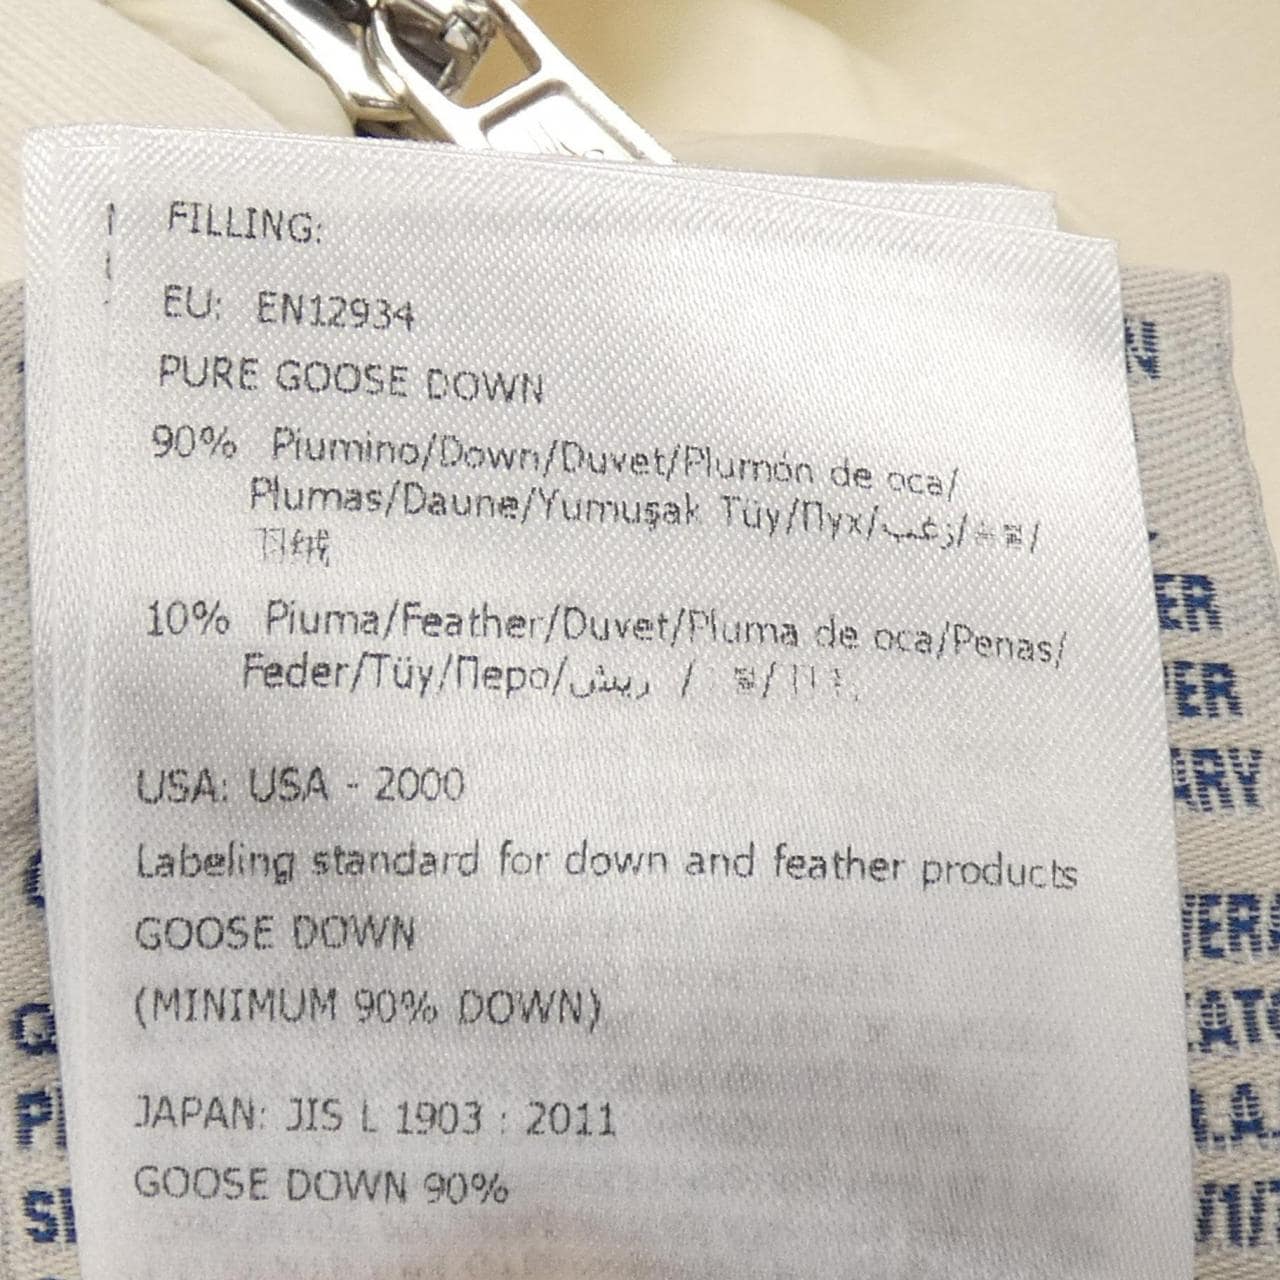 FILLING:
EU: EN12934
PURE GOOSE DOWN
90% Piumino/Down/Duvet/Plumón de oca/
Plumas/Daune/Yumuşak Tüy/Пух/زغب/
羽绒
10% Piuma/Feather/Duvet/Pluma de oca/Penas/
Feder/Tüy/Перо/ريش /
USA: USA - 2000
Labeling standard for down and feather products
GOOSE DOWN
(MINIMUM 90% DOWN)
JAPAN: JIS L 1903 : 2011
GOOSE DOWN 90%